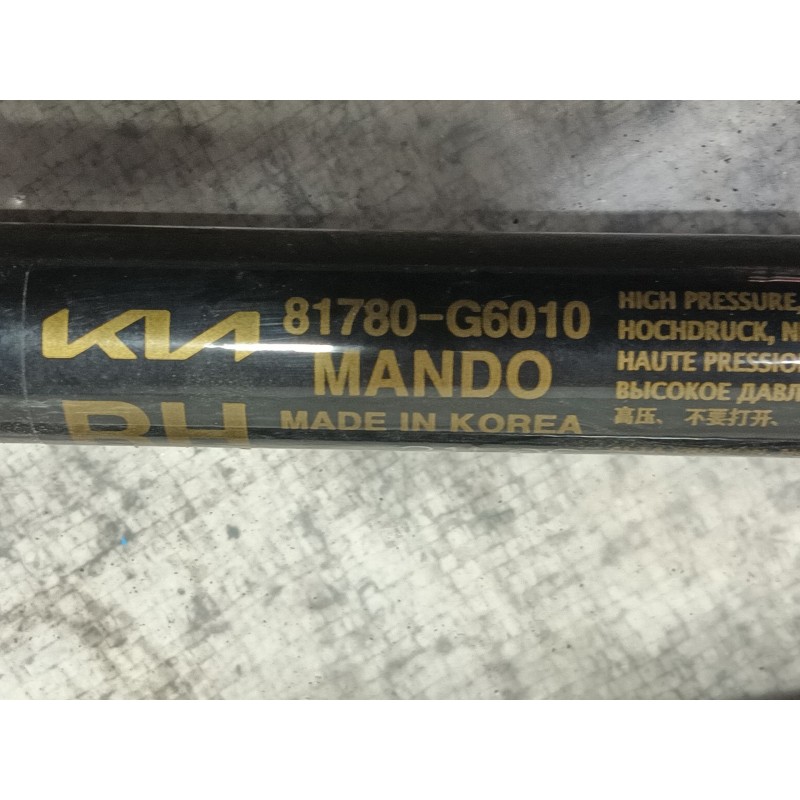 KIA 81780-G6010
MANDO
RH MADE IN KOREA
HIGH PRESSURE,
HOCHDRUCK,
HAUTE PRESSION
ВЫСОКОЕ
高压、不要打开、